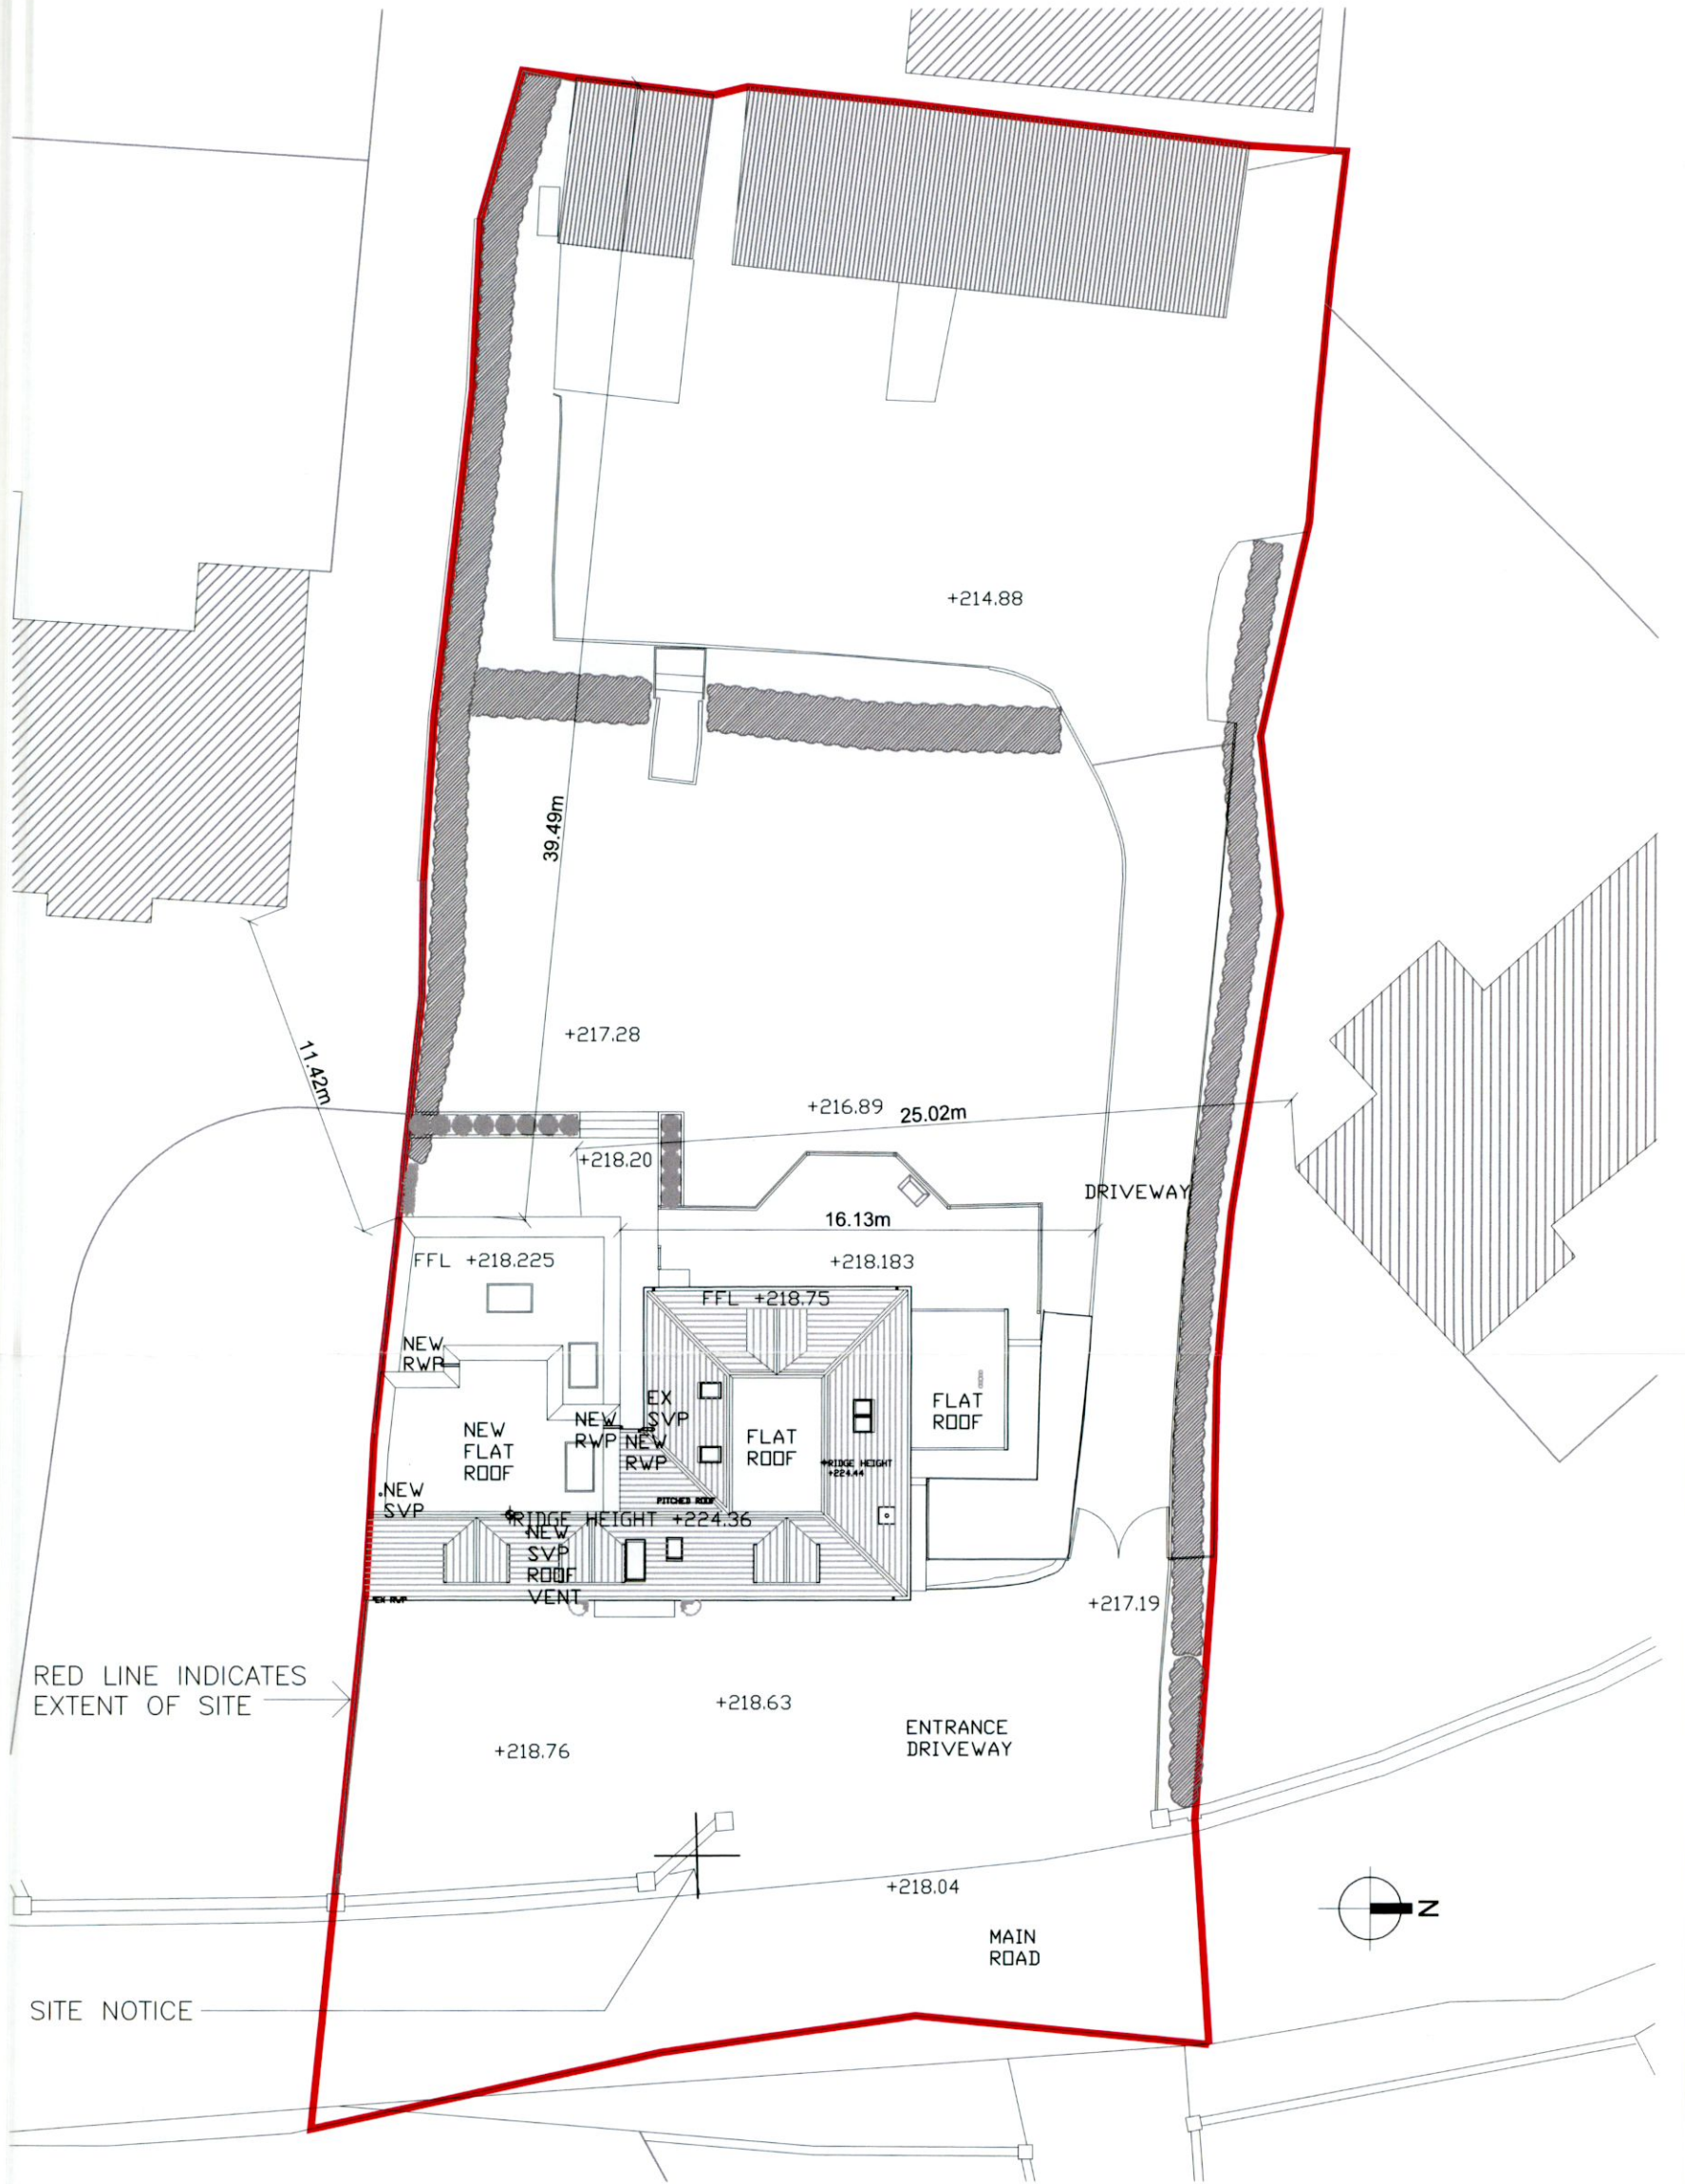 +214.88
39.49m
+217.28
11.42m
+216.89
25.02m
+218.20
DRIVEWAY
16.13m
FFL +218.225
+218.183
FFL +218.75
NEW
RWP
EX
SVP
FLAT
ROOF
NEW
FLAT
ROOF
NEW
RWP
NEW
RWP
FLAT
ROOF
RIDGE HEIGHT
+224.44
NEW
SVP
PITCHED ROOF
RIDGE HEIGHT +224.36
NEW
SVP
ROOF
VENT
EX RWP
+217.19
RED LINE INDICATES
EXTENT OF SITE
+218.63
ENTRANCE
DRIVEWAY
+218.76
+218.04
N
MAIN
ROAD
SITE NOTICE